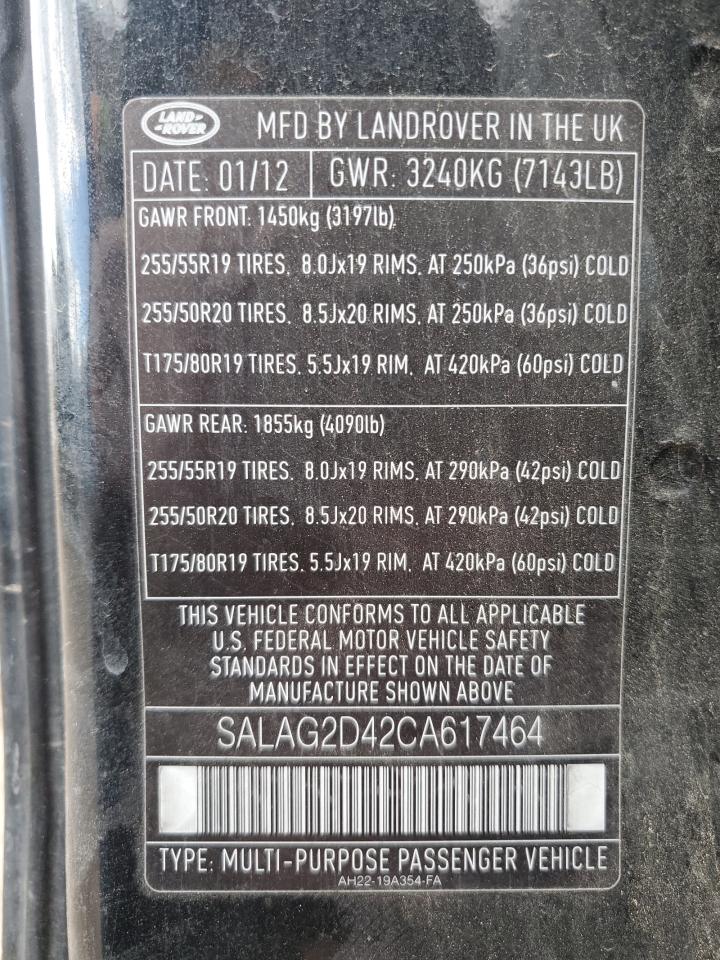 LAND-
-ROVER
MFD BY LANDROVER IN THE UK
DATE: 01/12 GWR: 3240KG (7143LB)
GAWR FRONT: 1450kg (3197lb)
255/55R19 TIRES, 8.0Jx19 RIMS, AT 250kPa (36psi) COLD
255/50R20 TIRES, 8.5Jx20 RIMS, AT 250kPa (36psi) COLD
T175/80R19 TIRES, 5.5Jx19 RIM, AT 420kPa (60psi) COLD
GAWR REAR: 1855kg (4090lb)
255/55R19 TIRES, 8.0Jx19 RIMS, AT 290kPa (42psi) COLD
255/50R20 TIRES, 8.5Jx20 RIMS, AT 290kPa (42psi) COLD
T175/80R19 TIRES, 5.5Jx19 RIM, AT 420kPa (60psi) COLD
THIS VEHICLE CONFORMS TO ALL APPLICABLE
U.S. FEDERAL MOTOR VEHICLE SAFETY
STANDARDS IN EFFECT ON THE DATE OF
MANUFACTURE SHOWN ABOVE
SALAG2D42CA617464
TYPE: MULTI-PURPOSE PASSENGER VEHICLE
AH22-19A354-FA